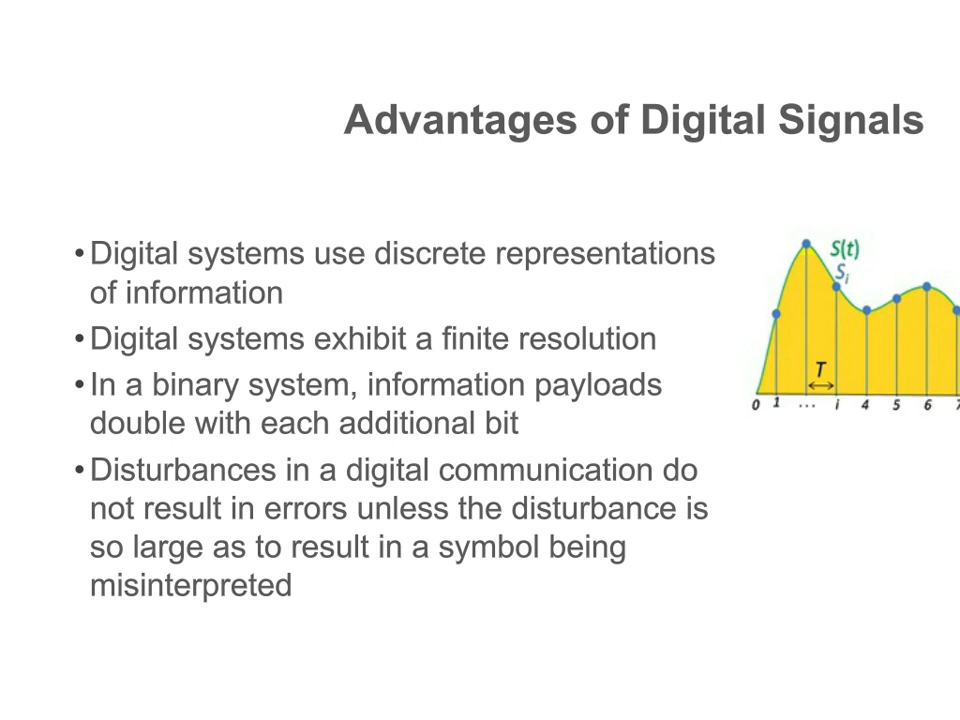 Advantages of Digital Signals
• Digital systems use discrete representations
of information
• Digital systems exhibit a finite resolution
• In a binary system, information payloads
double with each additional bit
• Disturbances in a digital communication do
not result in errors unless the disturbance is
so large as to result in a symbol being
misinterpreted
S(t)
Si
T
0 1 ... i 4 5 6 7